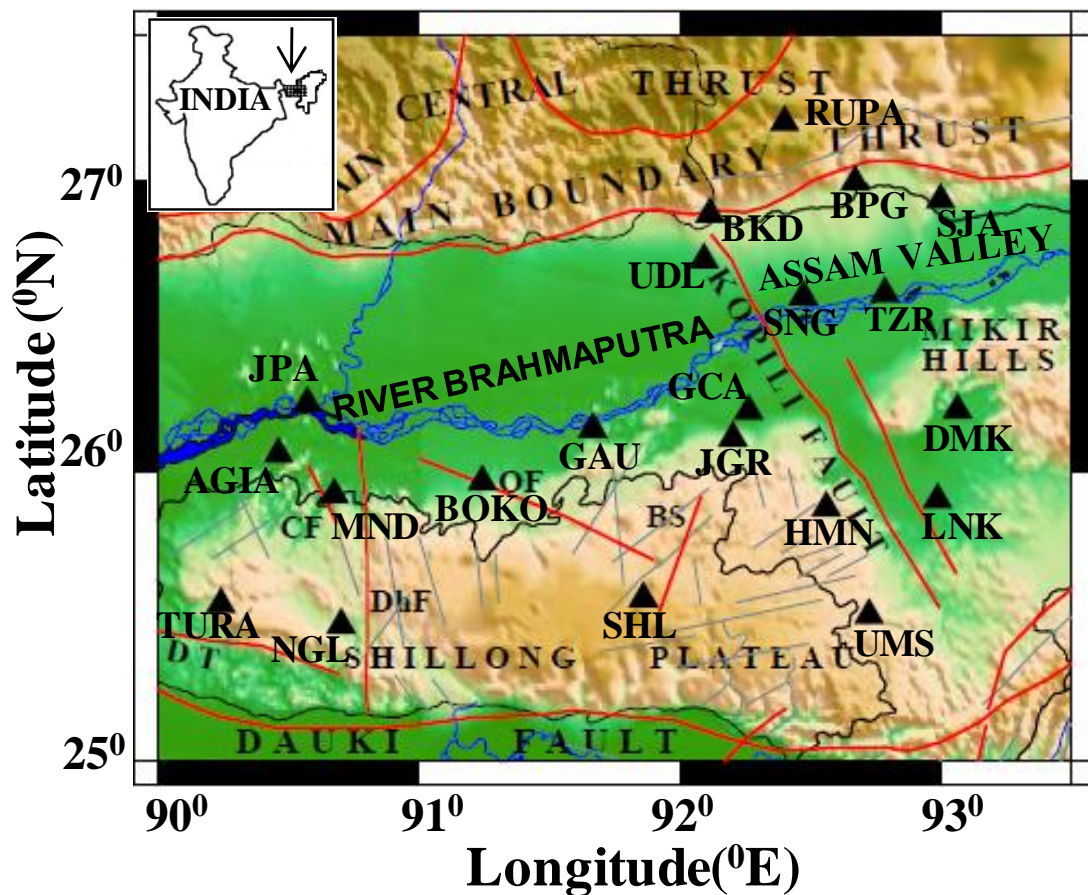 INDIA
CENTRAL THRUST
RUPA
MAIN
MAIN BOUNDARY THRUST
27⁰
BPG
SJA
BKD
UDL
ASSAM VALLEY
KOPILI FAULT
SNG
TZR
MIKIR
HILLS
JPA
RIVER BRAHMAPUTRA
GCA
DMK
26⁰
GAU
JGR
AGIA
OF
BOKO
CF
MND
BS
HMN
LNK
DhF
TURA
SHL
UMS
NGL
DT
SHILLONG PLATEAU
25⁰
DAUKI FAULT
90⁰
91⁰
92⁰
93⁰
Latitude (⁰N)
Longitude(⁰E)